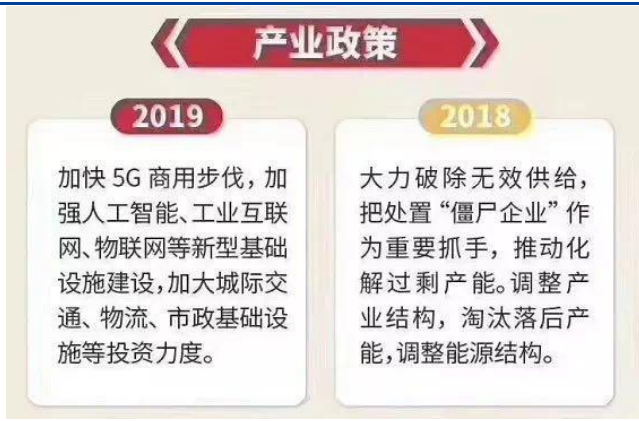 产业政策
2019
加快 5G 商用步伐，加
强人工智能、工业互联
网、物联网等新型基础
设施建设，加大城际交
通、物流、市政基础设
施等投资力度。
2018
大力破除无效供给，
把处置“僵尸企业”作
为重要抓手，推动化
解过剩产能。调整产
业结构，淘汰落后产
能，调整能源结构。